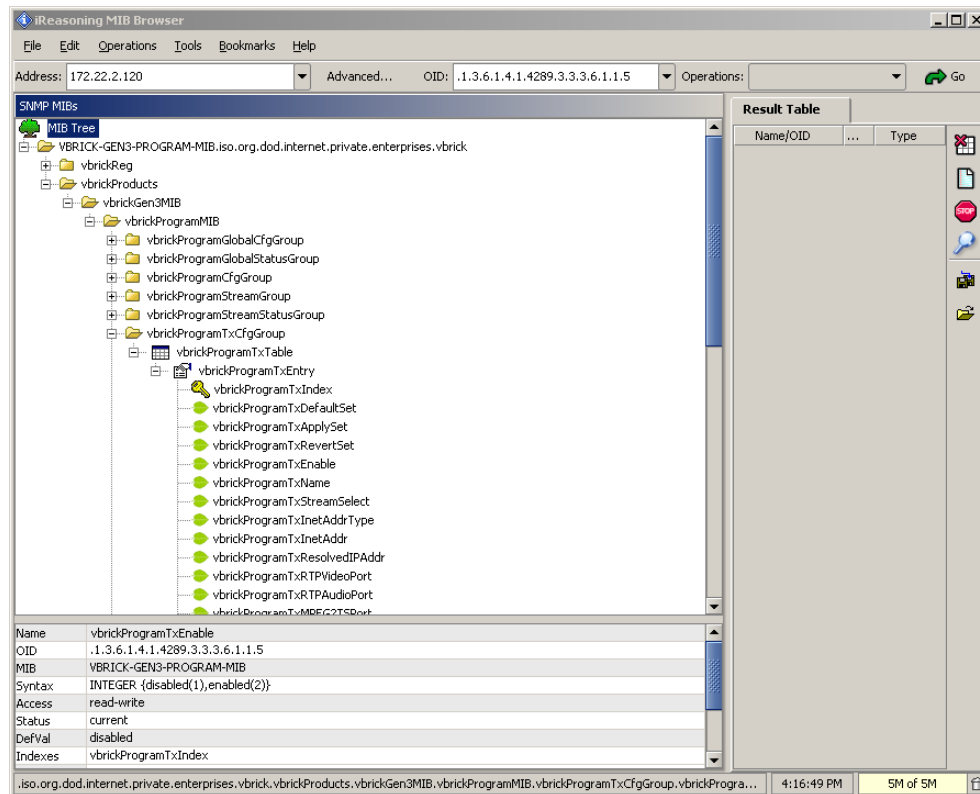 iReasoning MIB Browser
File Edit Operations Tools Bookmarks Help
Address: 172.22.2.120 Advanced... OID: .1.3.6.1.4.1.4289.3.3.3.6.1.1.5 Operations: Go
SNMP MIBs
Result Table
MIB Tree
Name/OID ... Type
VBRICK-GEN3-PROGRAM-MIB.iso.org.dod.internet.private.enterprises.vbrick
vbrickReg
vbrickProducts
STOP
vbrickGen3MIB
vbrickProgramMIB
vbrickProgramGlobalCfgGroup
vbrickProgramGlobalStatusGroup
vbrickProgramCfgGroup
vbrickProgramStreamGroup
vbrickProgramStreamStatusGroup
vbrickProgramTxCfgGroup
vbrickProgramTxTable
vbrickProgramTxEntry
vbrickProgramTxIndex
vbrickProgramTxDefaultSet
vbrickProgramTxApplySet
vbrickProgramTxRevertSet
vbrickProgramTxEnable
vbrickProgramTxName
vbrickProgramTxStreamSelect
vbrickProgramTxInetAddrType
vbrickProgramTxInetAddr
vbrickProgramTxResolvedIPAddr
vbrickProgramTxRTPVideoPort
vbrickProgramTxRTPAudioPort
vbrickProgramTxMPEG2TSPort
Name vbrickProgramTxEnable
OID .1.3.6.1.4.1.4289.3.3.3.6.1.1.5
MIB VBRICK-GEN3-PROGRAM-MIB
Syntax INTEGER {disabled(1),enabled(2)}
Access read-write
Status current
DefVal disabled
Indexes vbrickProgramTxIndex
.iso.org.dod.internet.private.enterprises.vbrick.vbrickProducts.vbrickGen3MIB.vbrickProgramMIB.vbrickProgramTxCfgGroup.vbrickProgra... 4:16:49 PM 5M of 5M